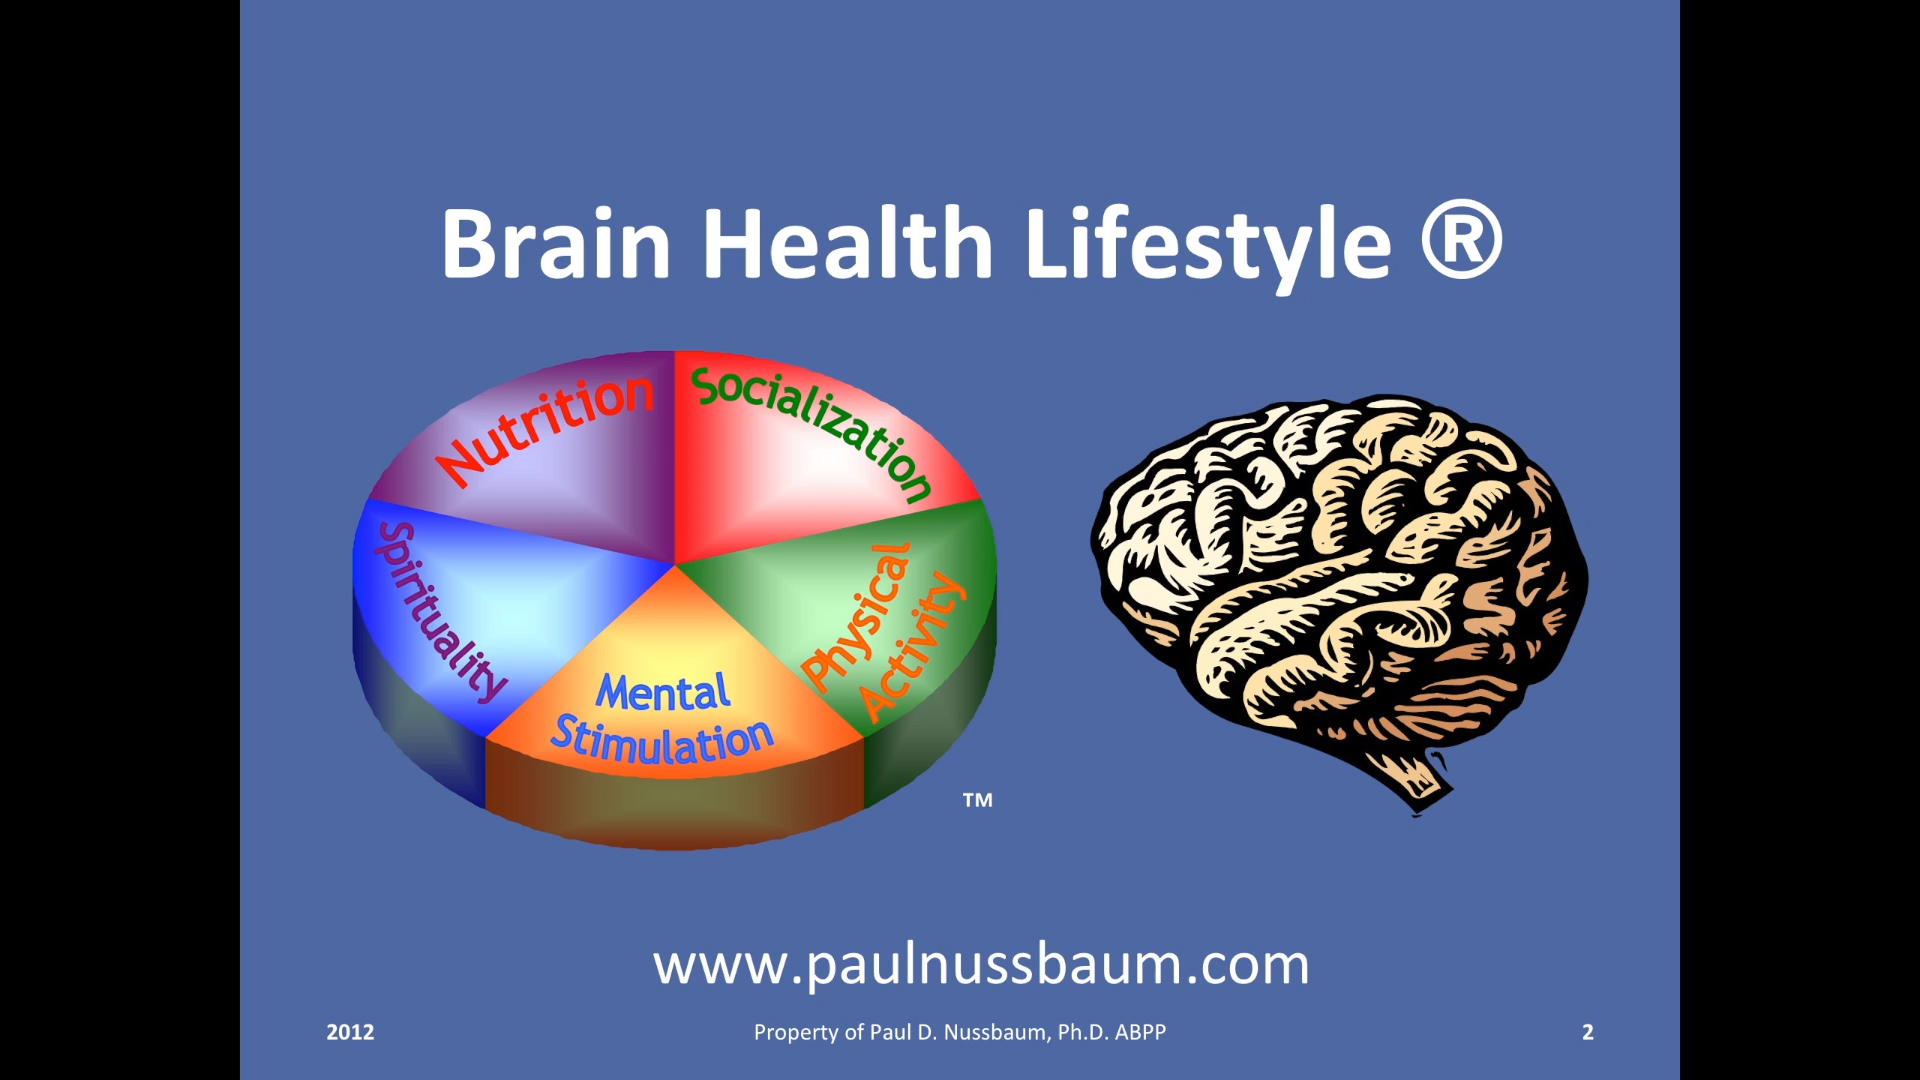 Brain Health Lifestyle ®
Nutrition
Socialization
Spirituality
Physical
Activity
Mental
Stimulation
TM
www.paulnussbaum.com
2012
Property of Paul D. Nussbaum, Ph.D. ABPP
2